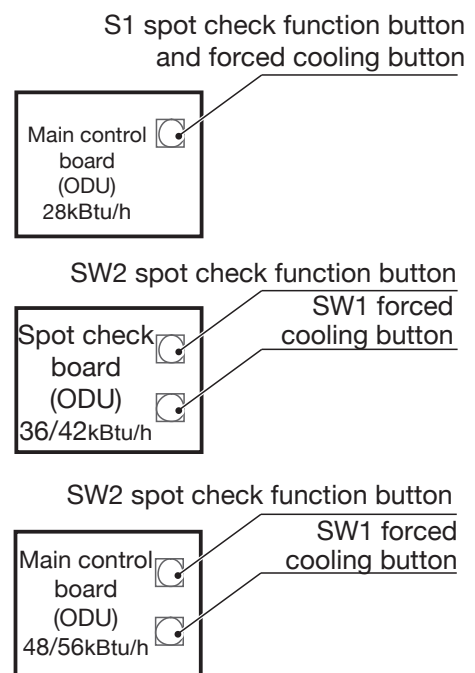 S1 spot check function button
and forced cooling button
Main control
board
(ODU)
28kBtu/h
SW2 spot check function button
SW1 forced
cooling button
Spot check
board
(ODU)
36/42kBtu/h
SW2 spot check function button
SW1 forced
cooling button
Main control
board
(ODU)
48/56kBtu/h